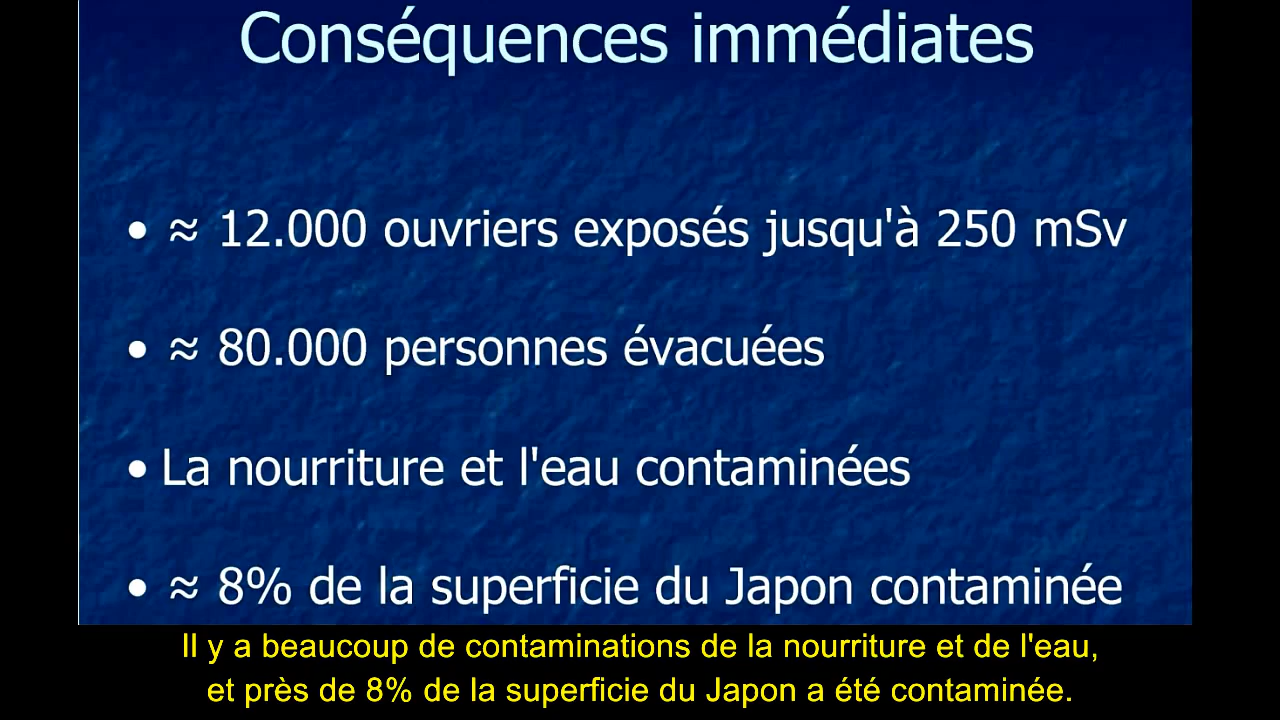 Conséquences immédiates
• ≈ 12.000 ouvriers exposés jusqu'à 250 mSv
• ≈ 80.000 personnes évacuées
• La nourriture et l'eau contaminées
• ≈ 8% de la superficie du Japon contaminée
Il y a beaucoup de contaminations de la nourriture et de l'eau,
et près de 8% de la superficie du Japon a été contaminée.